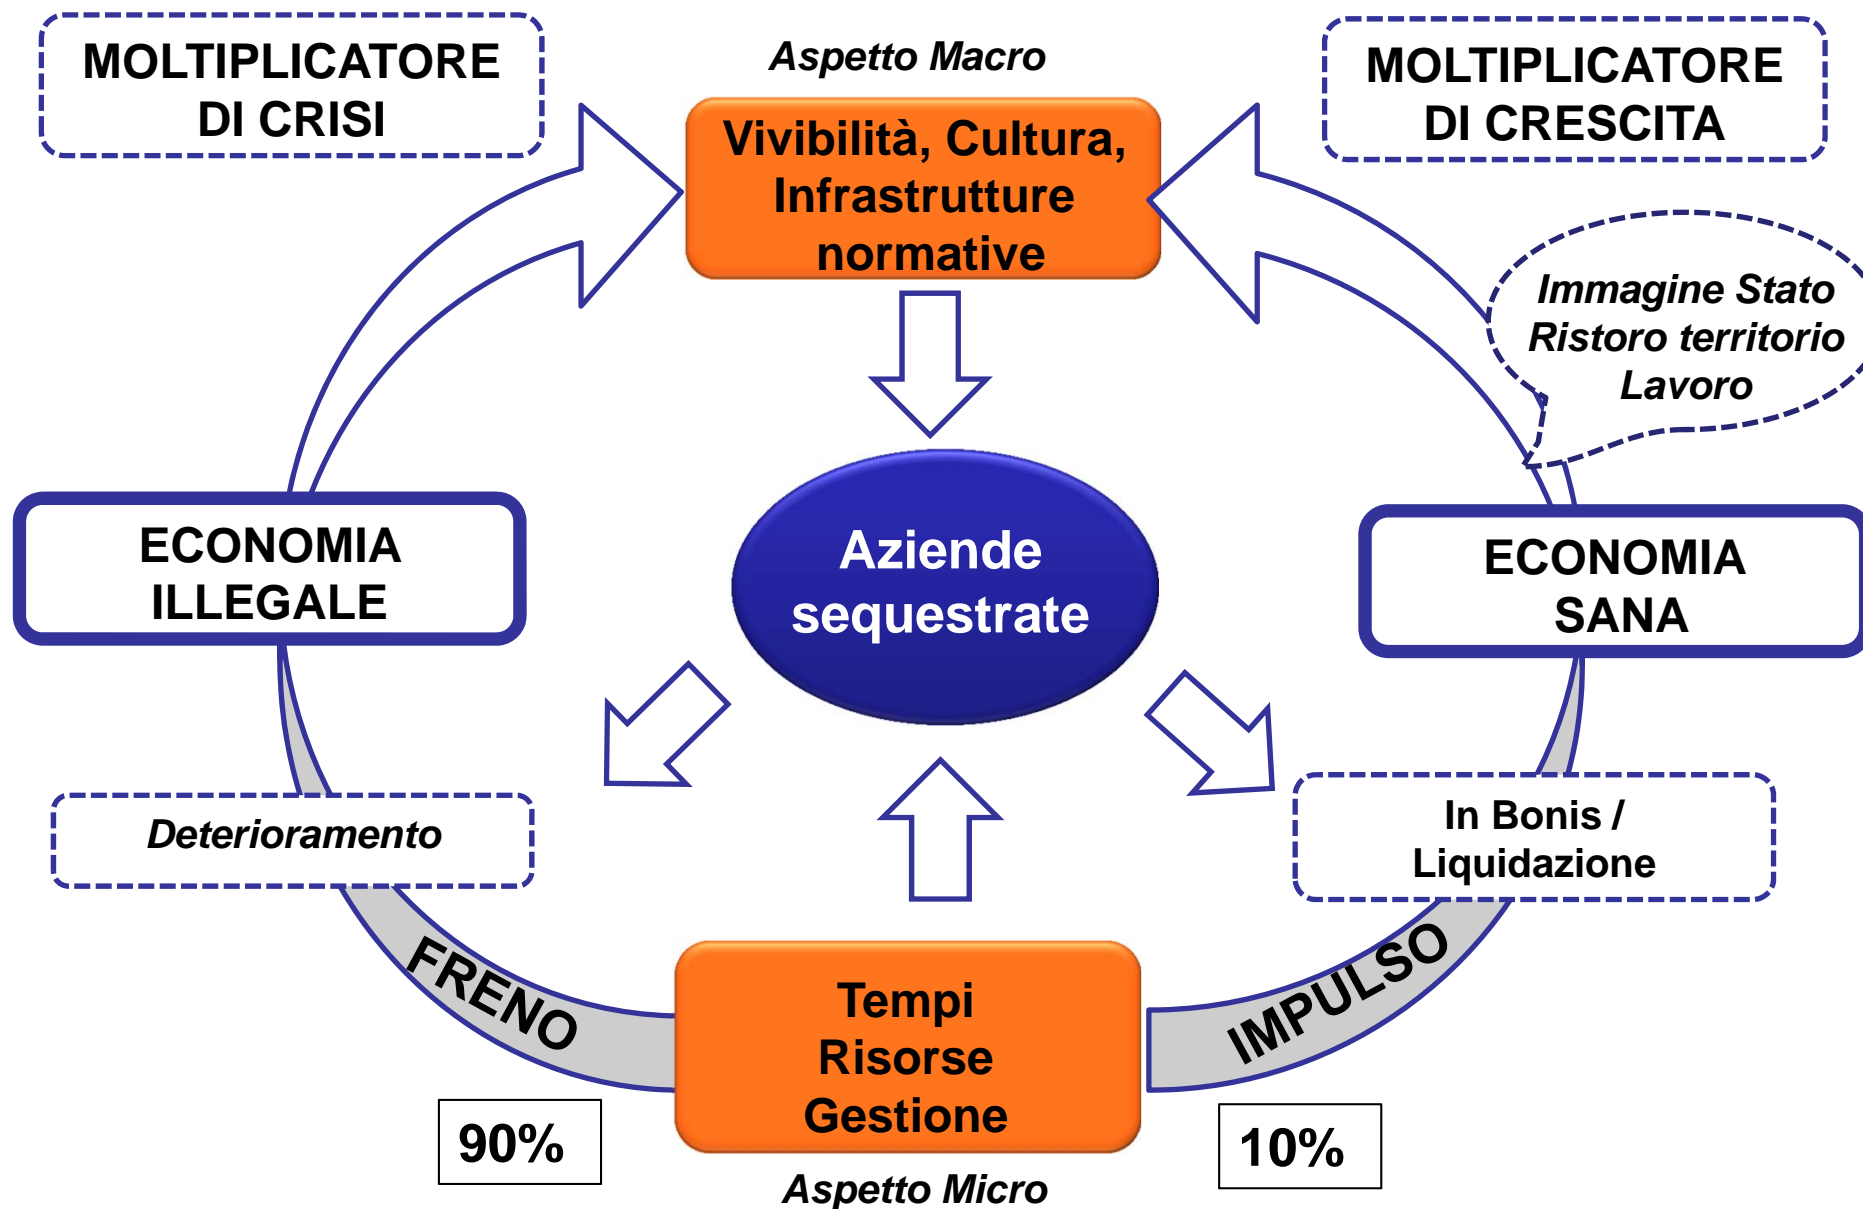 MOLTIPLICATORE
DI CRISI
Aspetto Macro
MOLTIPLICATORE
DI CRESCITA
Vivibilità, Cultura,
Infrastrutture
normative
Immagine Stato
Ristoro territorio
Lavoro
ECONOMIA
ILLEGALE
Aziende
sequestrate
ECONOMIA
SANA
Deterioramento
In Bonis /
Liquidazione
FRENO
Tempi
Risorse
Gestione
IMPULSO
90%
10%
Aspetto Micro